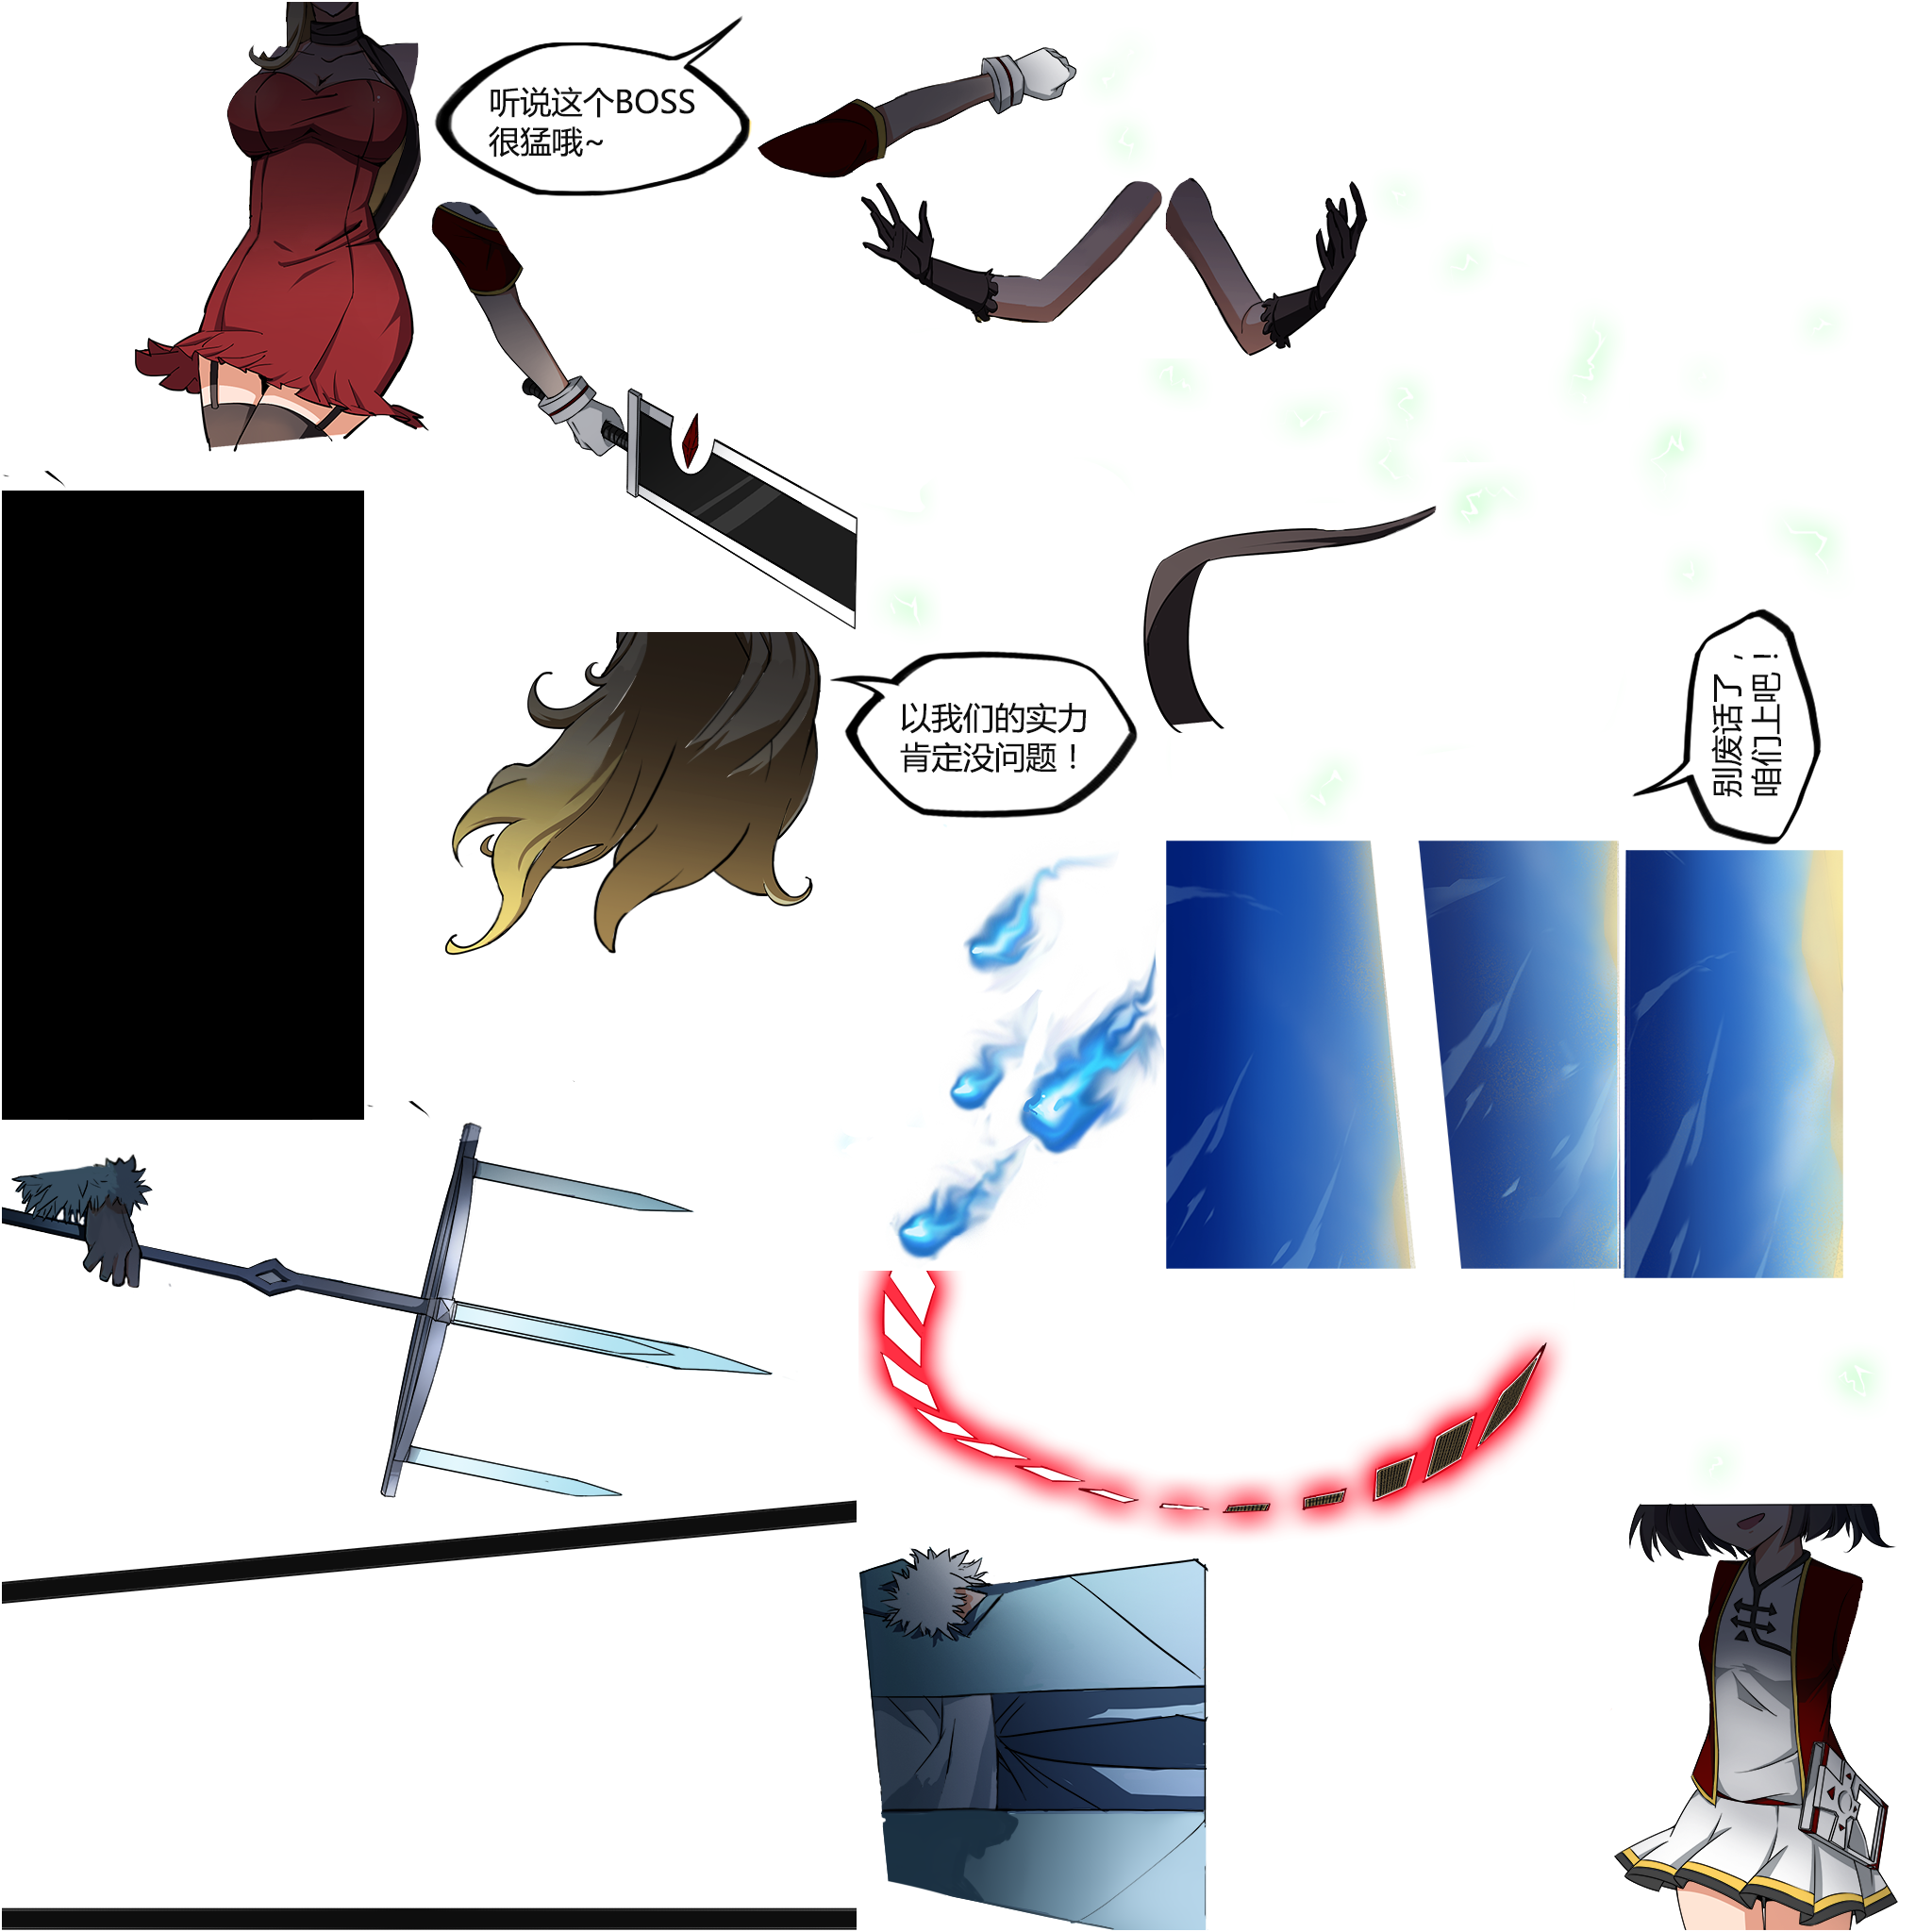 听说这个BOSS
很猛哦~
以我们的实力
肯定没问题！
别废话了，
咱们上吧！